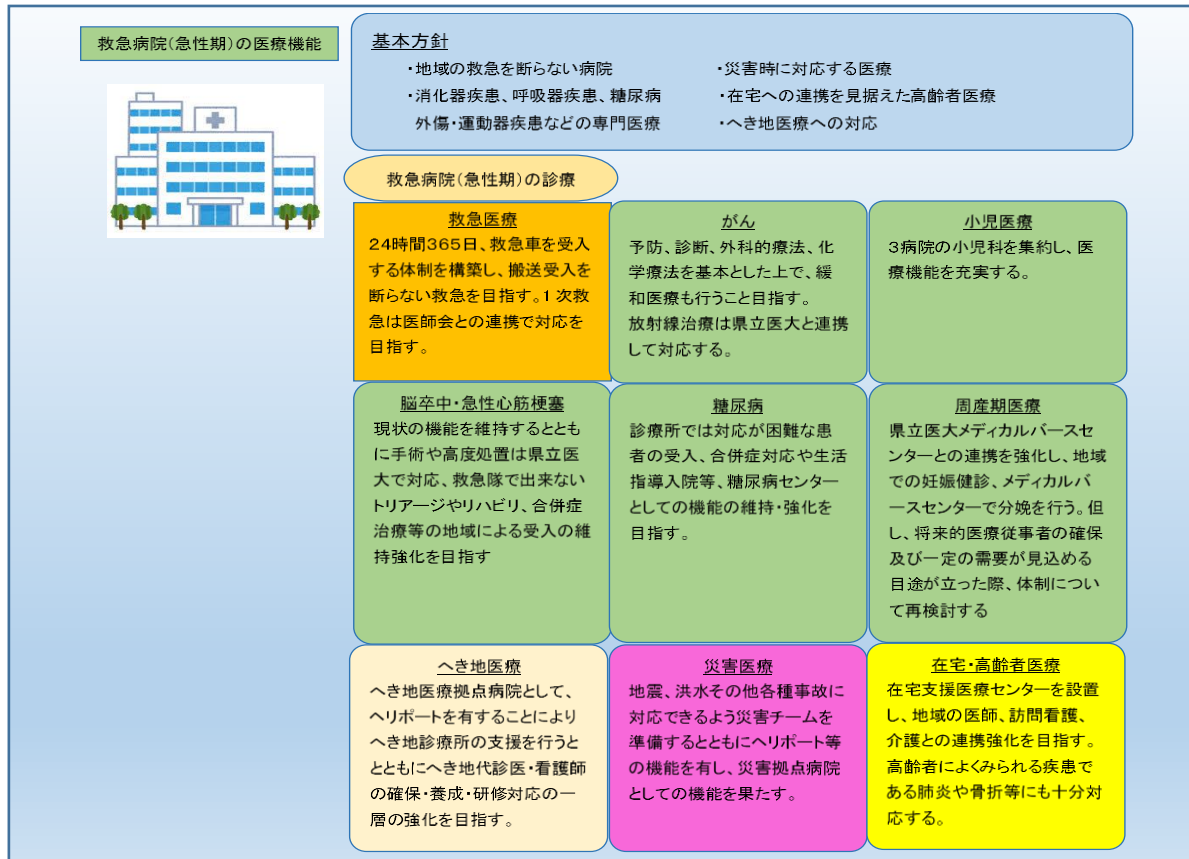 救急病院(急性期)の医療機能
基本方針
・地域の救急を断らない病院
・消化器疾患、呼吸器疾患、糖尿病
外傷・運動器疾患などの専門医療
・災害時に対応する医療
・在宅への連携を見据えた高齢者医療
・へき地医療への対応
救急病院(急性期)の診療
救急医療
24時間365日、救急車を受入
する体制を構築し、搬送受入を
断らない救急を目指す。1次救
急は医師会との連携で対応を
目指す。
がん
予防、診断、外科的療法、化
学療法を基本とした上で、緩
和医療も行うこと目指す。
放射線治療は県立医大と連携
して対応する。
小児医療
3病院の小児科を集約し、医
療機能を充実する。
脳卒中・急性心筋梗塞
現状の機能を維持するととも
に手術や高度処置は県立医
大で対応、救急隊で出来ない
トリアージやリハビリ、合併症
治療等の地域による受入の維
持強化を目指す
糖尿病
診療所では対応が困難な患
者の受入、合併症対応や生活
指導入院等、糖尿病センター
としての機能の維持・強化を
目指す。
周産期医療
県立医大メディカルバースセ
ンターとの連携を強化し、地域
での妊娠健診、メディカルバ
ースセンターで分娩を行う。但
し、将来的医療従事者の確保
及び一定の需要が見込める
目途が立った際、体制につい
て再検討する
へき地医療
へき地医療拠点病院として、
ヘリポートを有することにより
へき地診療所の支援を行うと
とともにへき地代診医・看護師
の確保・養成・研修対応の一
層の強化を目指す。
災害医療
地震、洪水その他各種事故に
対応できるよう災害チームを
準備するとともにヘリポート等
の機能を有し、災害拠点病院
としての機能を果たす。
在宅・高齢者医療
在宅支援医療センターを設置
し、地域の医師、訪問看護、
介護との連携強化を目指す。
高齢者によくみられる疾患で
ある肺炎や骨折等にも十分対
応する。